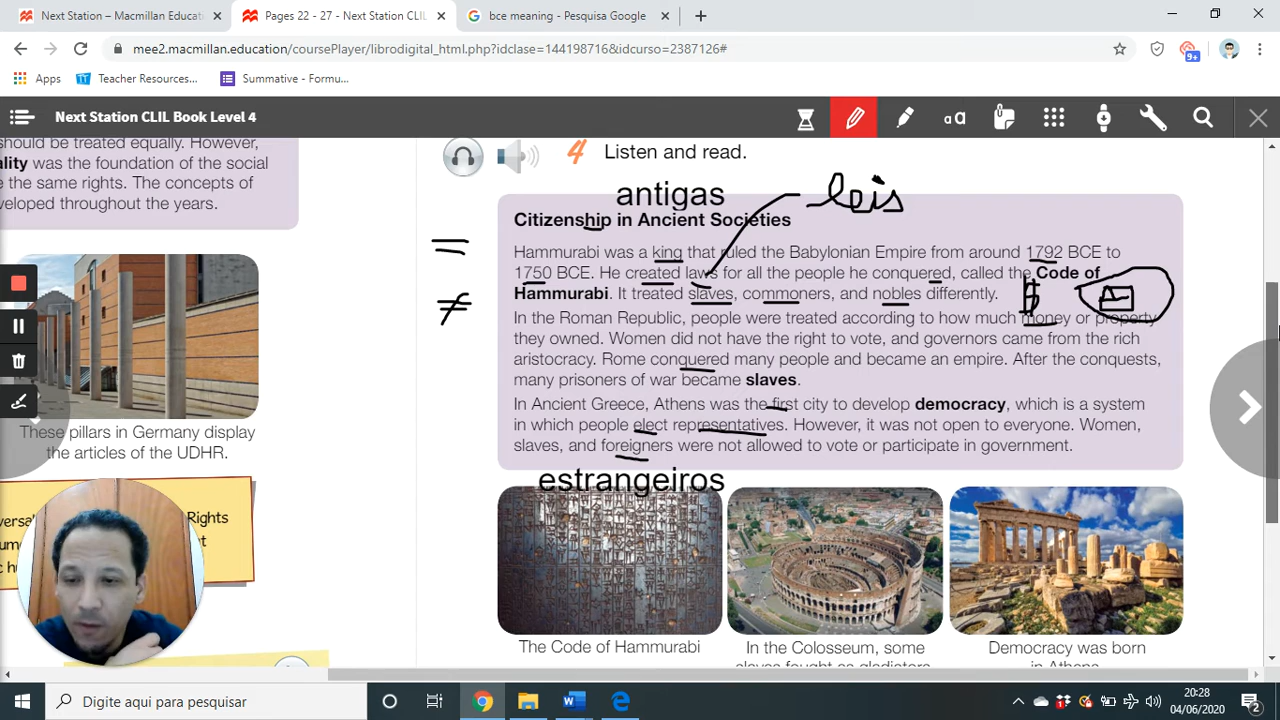 Next Station – Macmillan Educati
Pages 22 - 27 - Next Station CLIL
bce meaning - Pesquisa Google
mee2.macmillan.education/coursePlayer/librodigital_html.php?idclase=144198716&idcurso=2387126#
9+
Apps
TT Teacher Resources...
Summative - Formu...
Next Station CLIL Book Level 4
aa
should be treated equally. However,
ality was the foundation of the social
e the same rights. The concepts of
veloped throughout the years.
These pillars in Germany display
the articles of the UDHR.
Rights
4 Listen and read.
antigas
leis
Citizenship in Ancient Societies
=
Hammurabi was a king that ruled the Babylonian Empire from around 1792 BCE to
1750 BCE. He created laws for all the people he conquered, called the Code of
≠
Hammurabi. It treated slaves, commoners, and nobles differently.
In the Roman Republic, people were treated according to how much money or property
they owned. Women did not have the right to vote, and governors came from the rich
aristocracy. Rome conquered many people and became an empire. After the conquests,
many prisoners of war became slaves.
In Ancient Greece, Athens was the first city to develop democracy, which is a system
in which people elect representatives. However, it was not open to everyone. Women,
slaves, and foreigners were not allowed to vote or participate in government.
estrangeiros
The Code of Hammurabi
In the Colosseum, some
slaves fought as gladiators
Democracy was born
in Athens
Digite aqui para pesquisar
20:28
04/06/2020
2